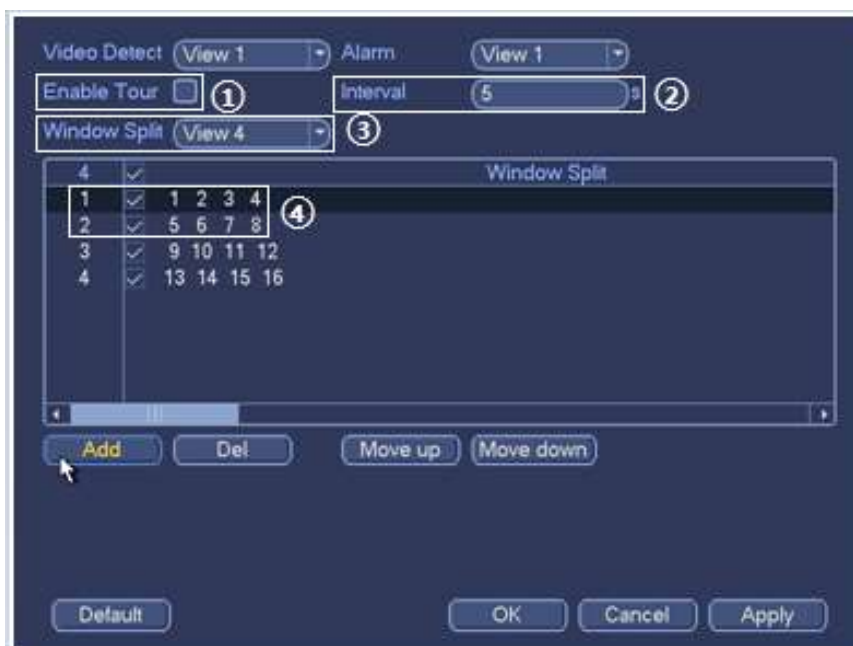 Video Detect View 1 Alarm View 1
Enable Tour ① Interval 5 s ②
Window Split View 4 ③
4 Window Split
1 1 2 3 4
2 5 6 7 8 ④
3 9 10 11 12
4 13 14 15 16
Add Del Move up Move down
Default OK Cancel Apply